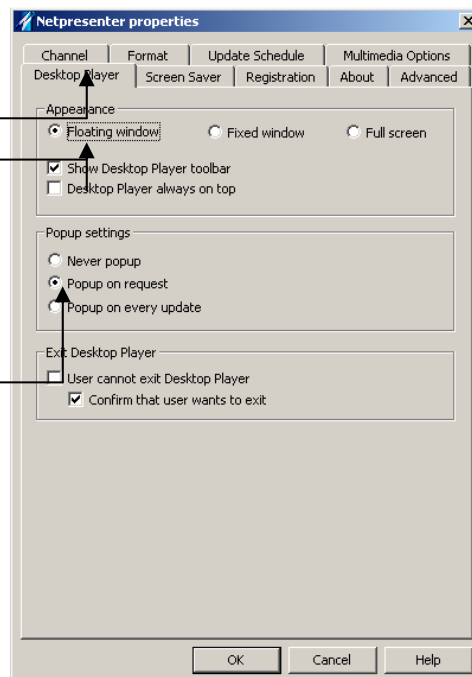 Netpresenter properties
Channel Format Update Schedule Multimedia Options
Desktop Player Screen Saver Registration About Advanced
Appearance
Floating window Fixed window Full screen
Show Desktop Player toolbar
Desktop Player always on top
Popup settings
Never popup
Popup on request
Popup on every update
Exit Desktop Player
User cannot exit Desktop Player
Confirm that user wants to exit
OK Cancel Help